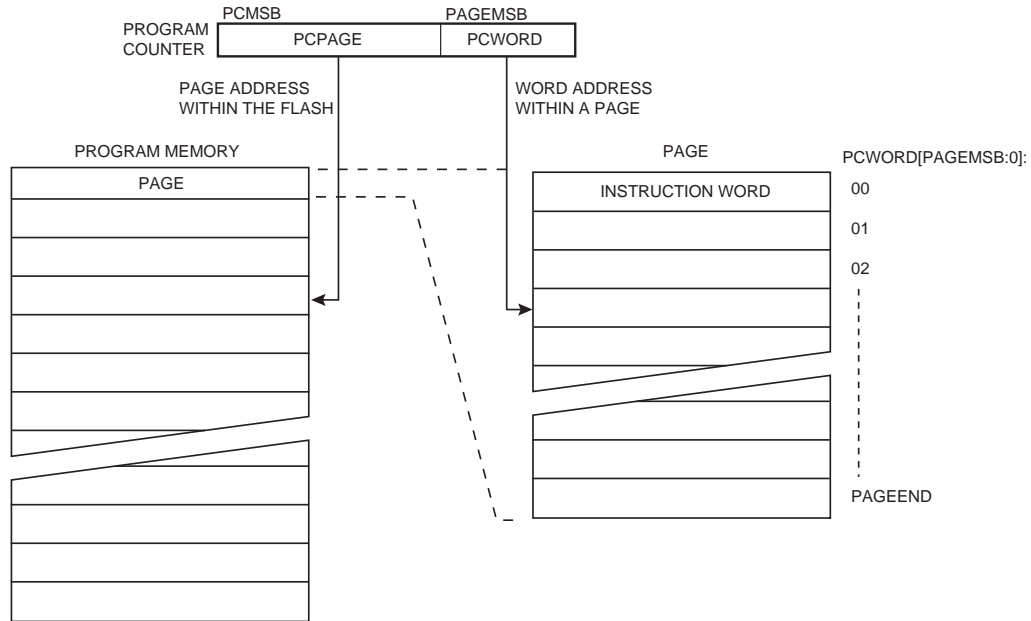 PCMSB
PAGEMSB
PROGRAM
COUNTER
PCPAGE
PCWORD
PAGE ADDRESS
WITHIN THE FLASH
WORD ADDRESS
WITHIN A PAGE
PROGRAM MEMORY
PAGE
PAGE
PCWORD[PAGEMSB:0]:
INSTRUCTION WORD
00
01
02
PAGEEND